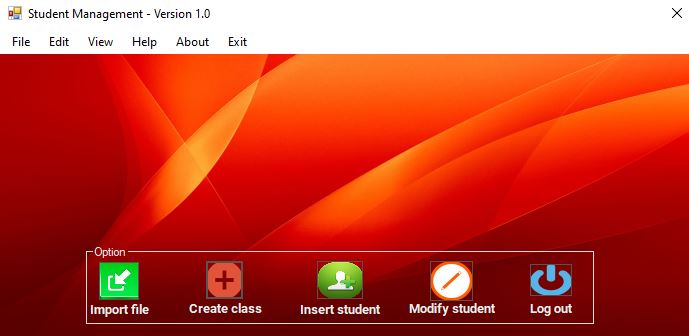 Student Management - Version 1.0
File Edit View Help About Exit
Option
Import file Create class Insert student Modify student Log out